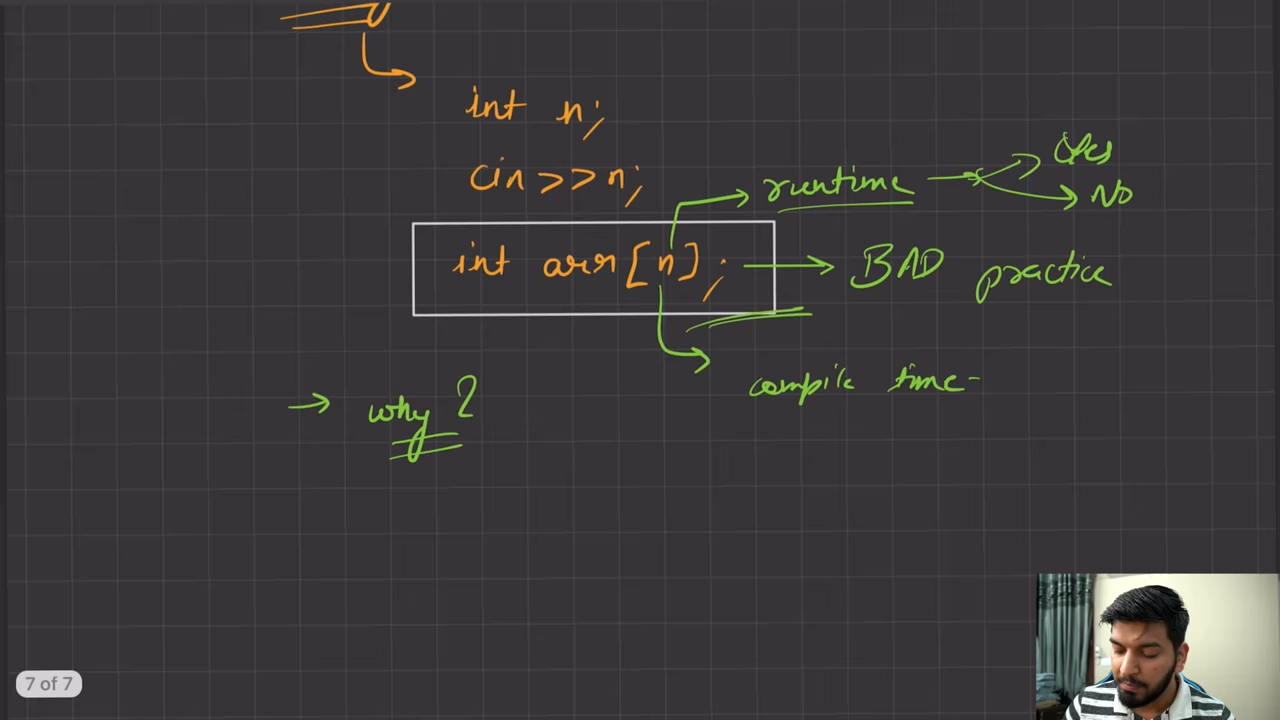 int n;
cin >> n;
runtime
Yes
No
int arr[n];
BAD practice
compile time
why ?
7 of 7